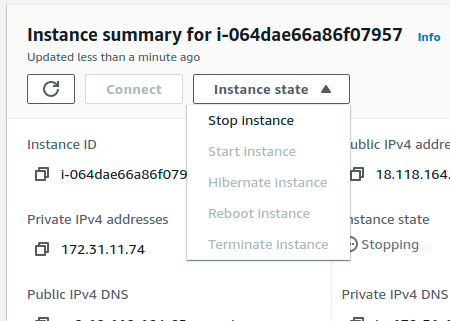 Instance summary for i-064dae66a86f07957 Info
Updated less than a minute ago
Connect
Instance state
Stop instance
Start instance
Hibernate instance
Reboot instance
Terminate instance
Instance ID
i-064dae66a86f079
Public IPv4 addre
18.118.164.
Private IPv4 addresses
172.31.11.74
nstance state
Stopping
Public IPv4 DNS
Private IPv4 DNS